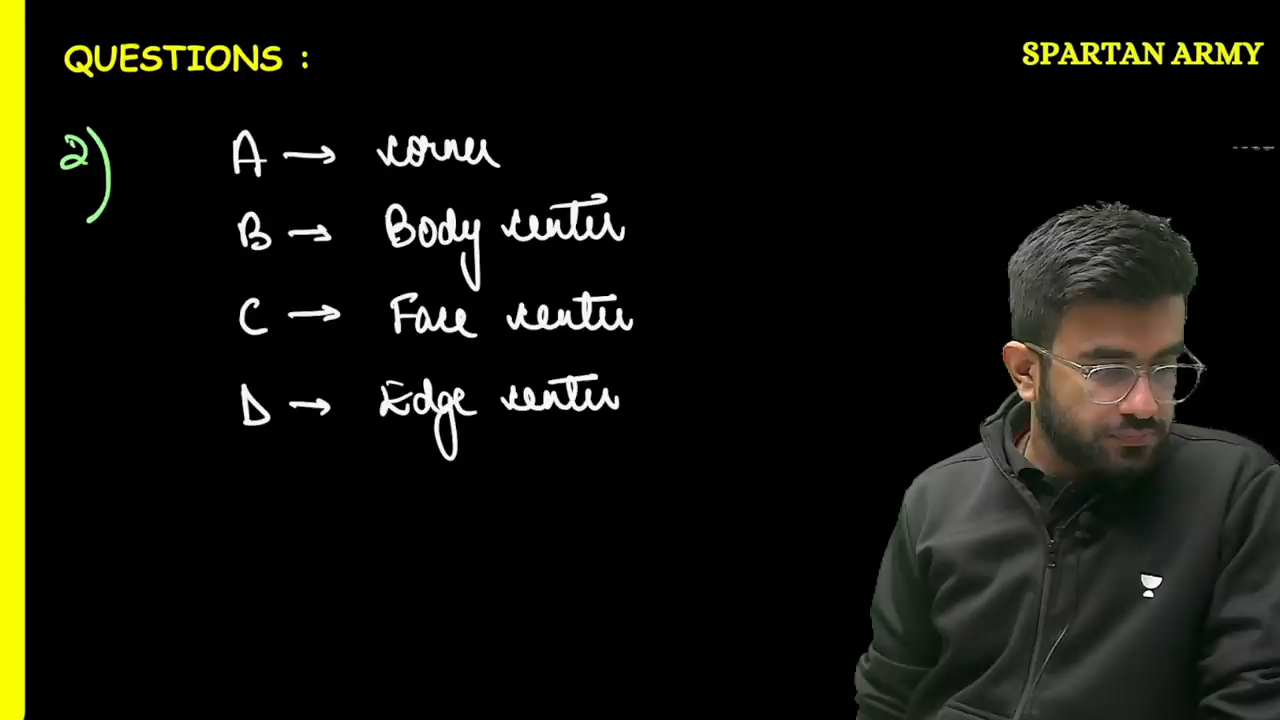 QUESTIONS :
SPARTAN ARMY
2)
A → corner
B → Body center
C → Face center
D → Edge center